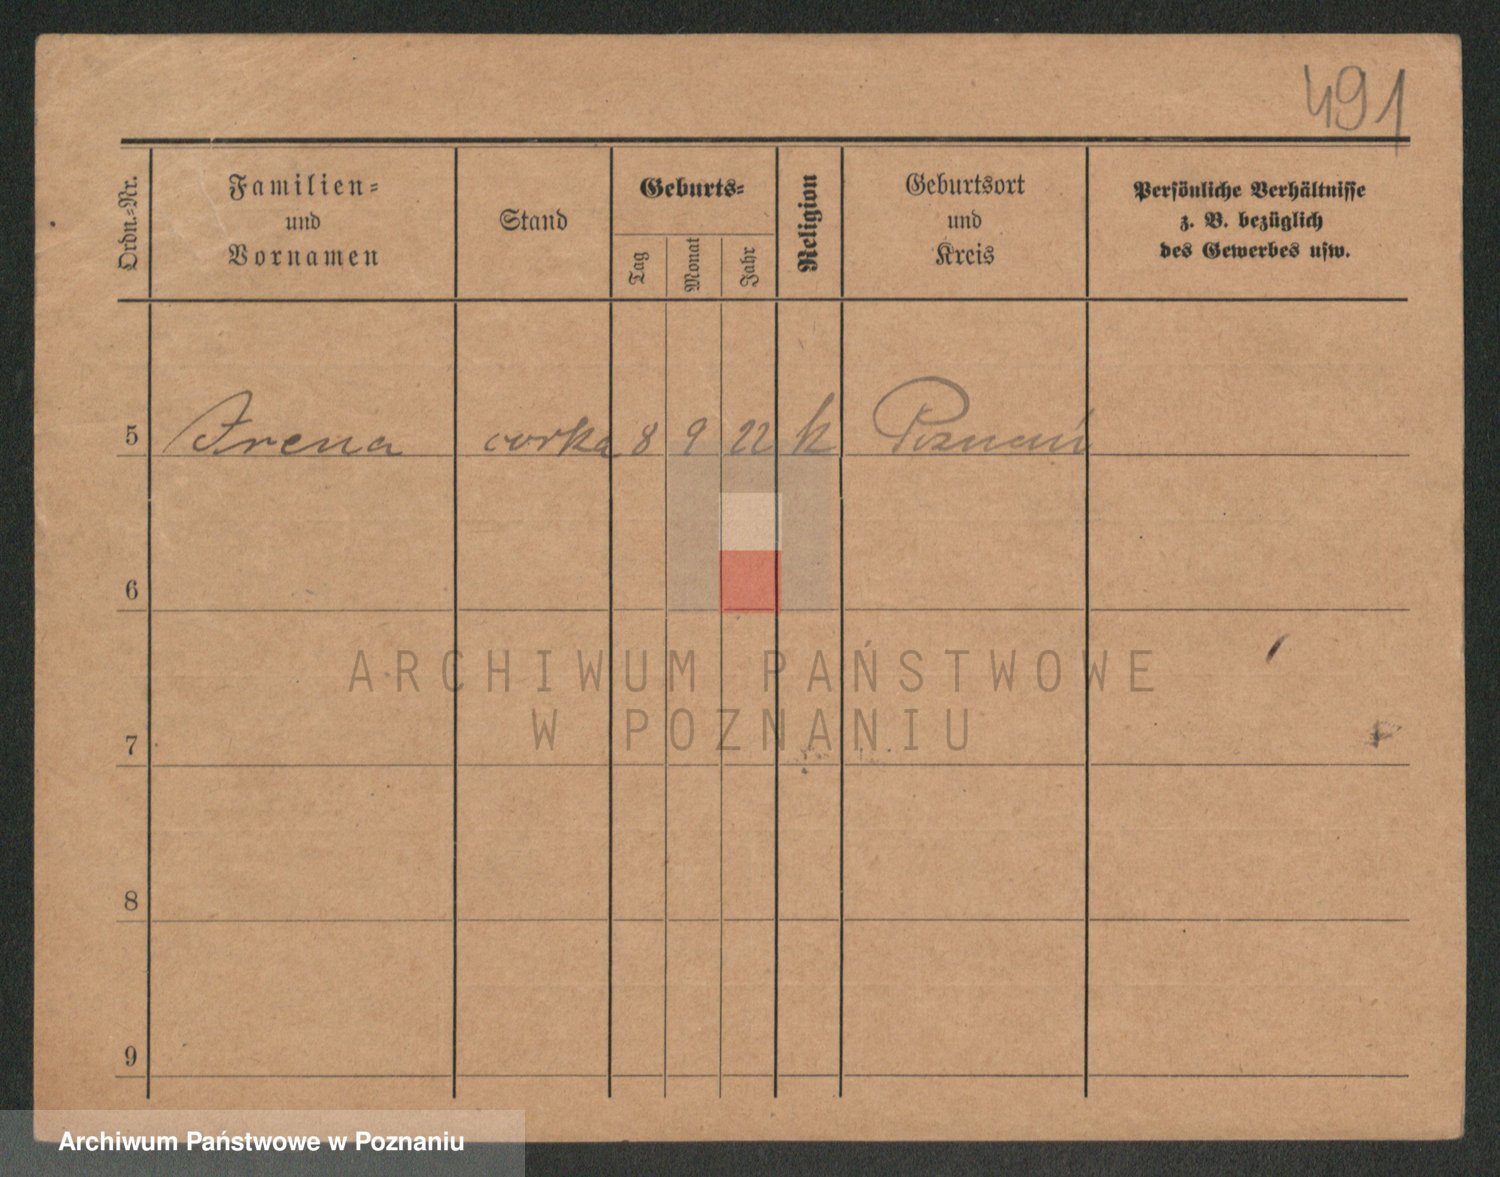 491
Ordn.-Nr.
Familien-
und
Vornamen
Stand
Geburts-
Tag
Monat
Jahr
Religion
Geburtsort
und
Kreis
Persönliche Verhältnisse
z. B. bezüglich
des Gewerbes usw.
5 Irena corka 8 9 22 k Poznań
6
ARCHIWUM PAŃSTWOWE
W POZNANIU
7
8
9
Archiwum Państwowe w Poznaniu